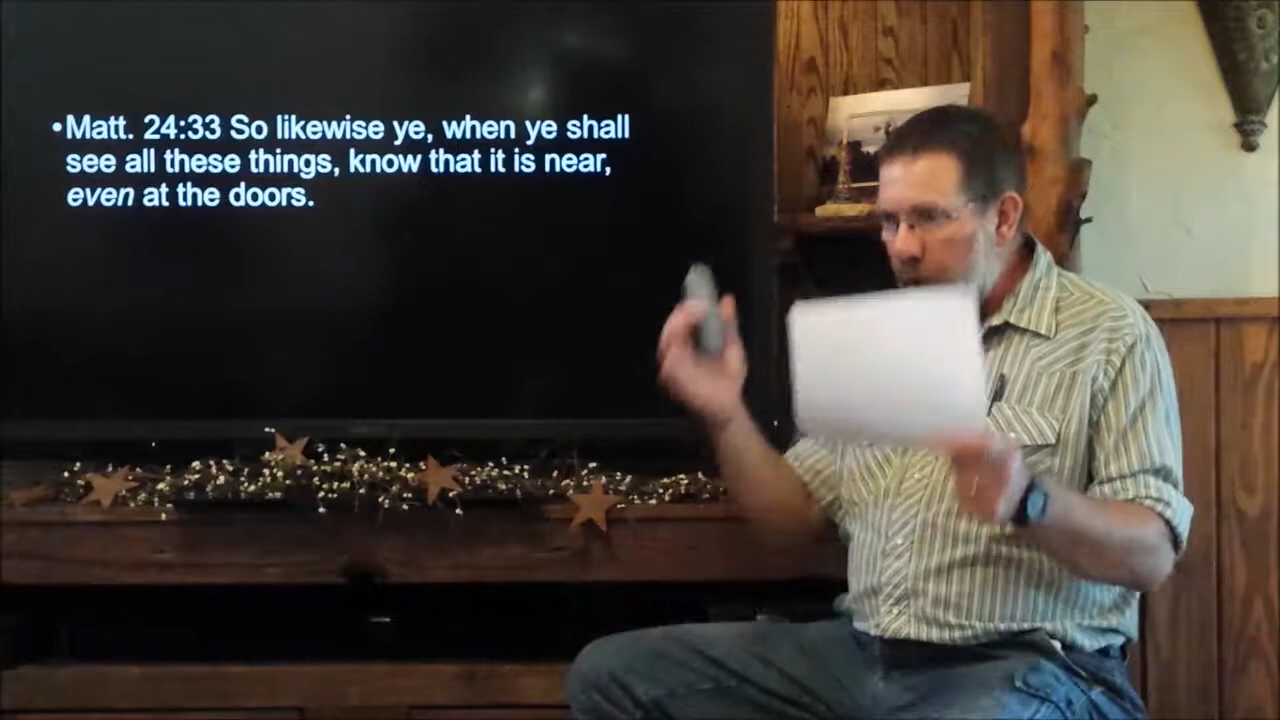 •Matt. 24:33 So likewise ye, when ye shall
see all these things, know that it is near,
even at the doors.